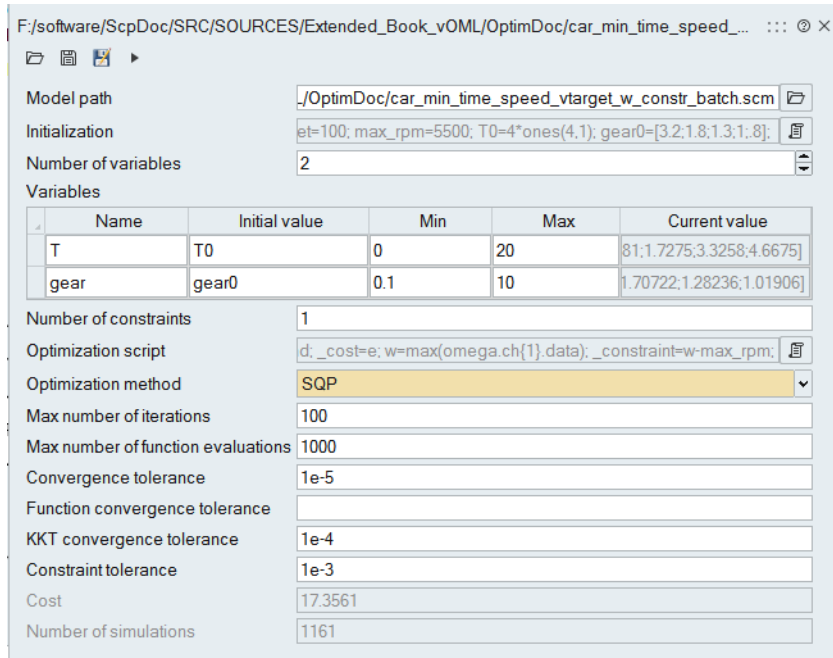 F:/software/ScpDoc/SRC/SOURCES/Extended_Book_vOML/OptimDoc/car_min_time_speed_...
Model path _/OptimDoc/car_min_time_speed_vtarget_w_constr_batch.scm
Initialization et=100; max_rpm=5500; T0=4*ones(4,1); gear0=[3.2;1.8;1.3;1;.8];
Number of variables 2
Variables
Name Initial value Min Max Current value
T T0 0 20 81;1.7275;3.3258;4.6675]
gear gear0 0.1 10 1.70722;1.28236;1.01906]
Number of constraints 1
Optimization script d; _cost=e; w=max(omega.ch{1}.data); _constraint=w-max_rpm;
Optimization method SQP
Max number of iterations 100
Max number of function evaluations 1000
Convergence tolerance 1e-5
Function convergence tolerance
KKT convergence tolerance 1e-4
Constraint tolerance 1e-3
Cost 17.3561
Number of simulations 1161